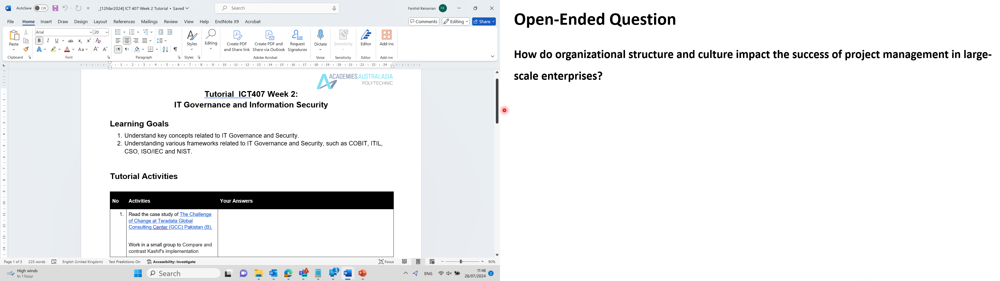 AutoSave Off _[12Mar2024] ICT 407 Week 2 Tutorial • Saved Search Farshid Keivanian FK
File Home Insert Draw Design Layout References Mailings Review View Help EndNote X9 Acrobat Comments Editing Share
Arial 20
Paste Styles Editing Create PDF and Share link Create PDF and Share via Outlook Request Signatures Dictate Sensitivity Editor Add-ins
Clipboard Font Paragraph Styles Adobe Acrobat Voice Sensitivity Editor Add-ins
ACADEMIES AUSTRALASIA
POLYTECHNIC
Tutorial ICT407 Week 2:
IT Governance and Information Security
Learning Goals
1. Understand key concepts related to IT Governance and Security.
2. Understanding various frameworks related to IT Governance and Security, such as COBIT, ITIL,
CSO, ISO/IEC and NIST.
Tutorial Activities
No Activities Your Answers
1. Read the case study of The Challenge
of Change at Teradata Global
Consulting Center (GCC) Pakistan (B).
Work in a small group to Compare and
contrast Kashif's implementation
Page 1 of 3 225 words English (United Kingdom) Text Predictions: On Accessibility: Investigate Focus 90%
High winds
In 1 hour
Search
3
NEW
ENG
11:48
28/07/2024
2
Open-Ended Question
How do organizational structure and culture impact the success of project management in large-
scale enterprises?